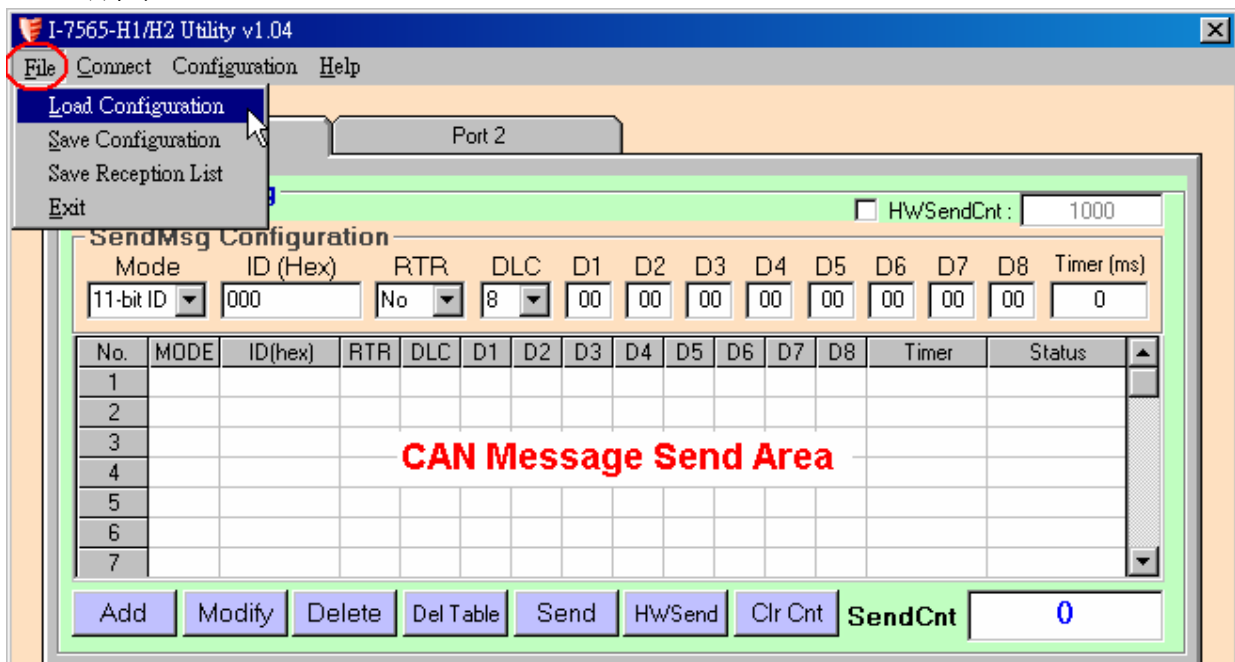 I-7565-H1/H2 Utility v1.04
File Connect Configuration Help
Load Configuration
Save Configuration
Save Reception List
Exit
Port 2
HWSendCnt : 1000
SendMsg Configuration
Mode ID (Hex) RTR DLC D1 D2 D3 D4 D5 D6 D7 D8 Timer (ms)
11-bit ID 000 No 8 00 00 00 00 00 00 00 00 0
No. MODE ID(hex) RTR DLC D1 D2 D3 D4 D5 D6 D7 D8 Timer Status
1
2
3
CAN Message Send Area
4
5
6
7
Add Modify Delete Del Table Send HWSend Clr Cnt SendCnt 0